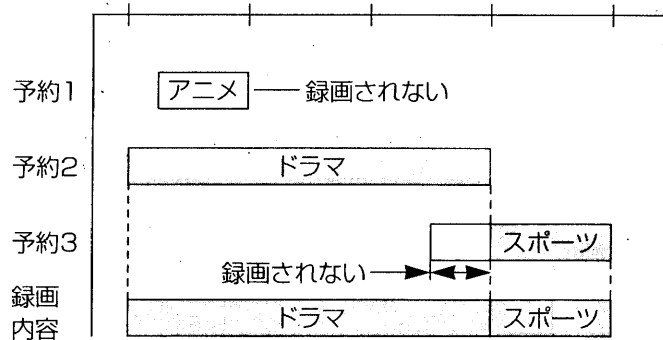 予約1
アニメ
録画されない
予約2
ドラマ
予約3
スポーツ
録画されない
録画
内容
ドラマ
スポーツ